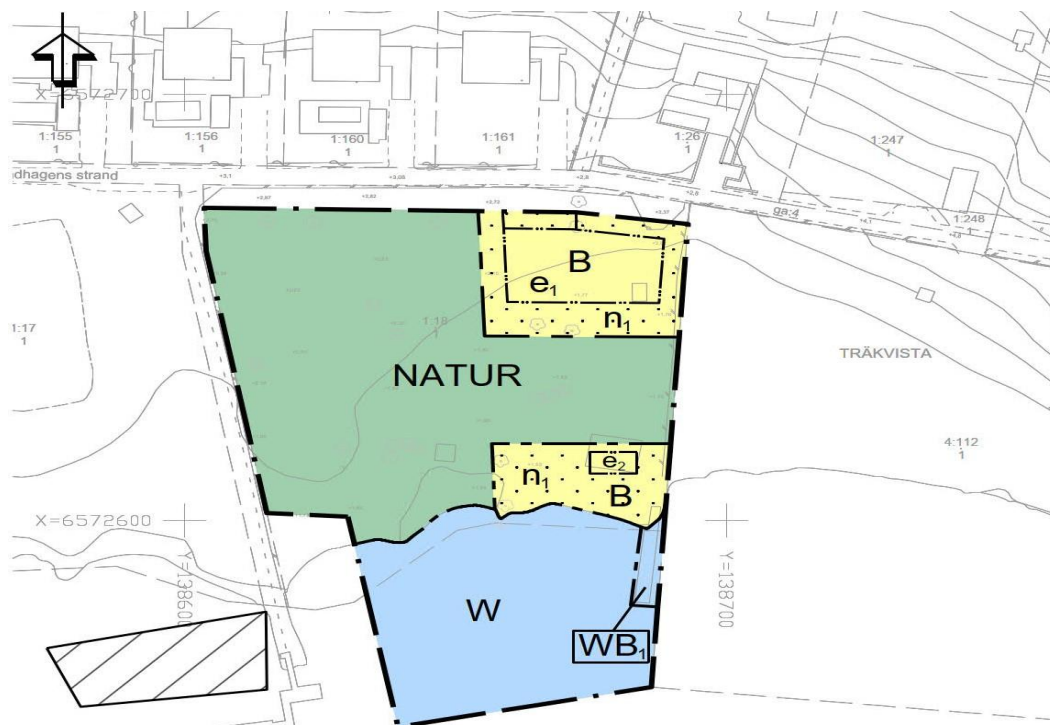 X=6572700
1:155
1
1:156
1
1:160
1
1:161
1
1:26
1
1:247
1
dhagens strand
ga:4
1:248
1
B
e₁
n₁
1:17
1
1:18
1
NATUR
TRÄKVISTA
4:112
1
n₁
e₂
B
X=6572600
Y=138600
Y=138700
W
WB₁